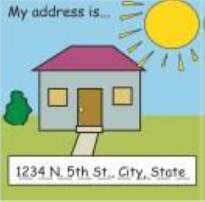 My address is...
1234 N. 5th St., City, State